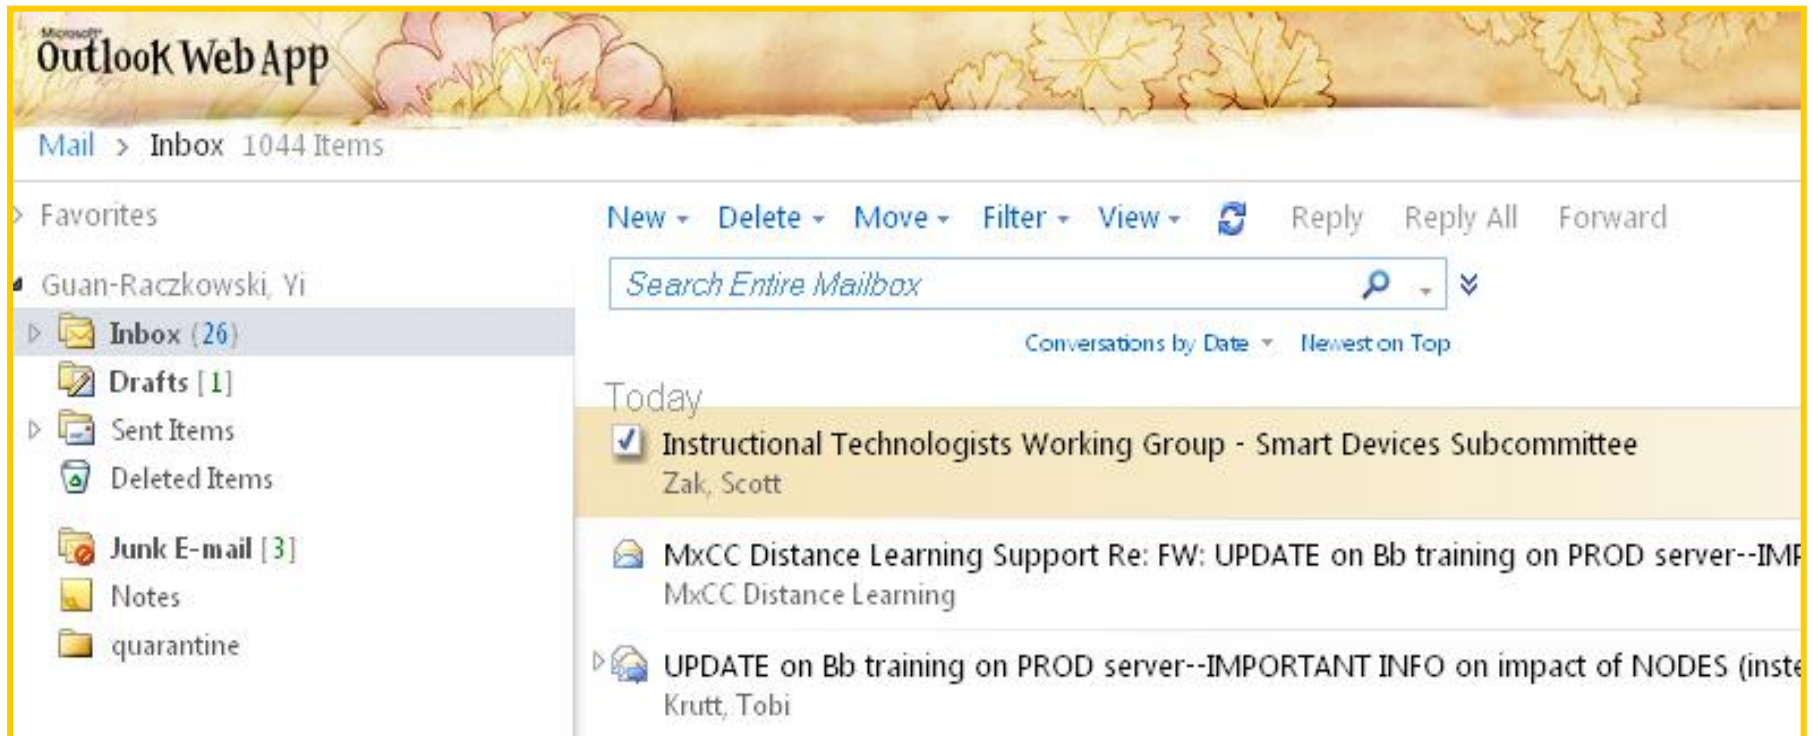 Microsoft
Outlook Web App
Mail > Inbox 1044 Items
Favorites
Guan-Raczkowski, Yi
Inbox (26)
Drafts [1]
Sent Items
Deleted Items
Junk E-mail [3]
Notes
quarantine
New Delete Move Filter View Reply Reply All Forward
Search Entire Mailbox
Conversations by Date Newest on Top
Today
Instructional Technologists Working Group - Smart Devices Subcommittee
Zak, Scott
MxCC Distance Learning Support Re: FW: UPDATE on Bb training on PROD server--IMP
MxCC Distance Learning
UPDATE on Bb training on PROD server--IMPORTANT INFO on impact of NODES (inste
Krutt, Tobi